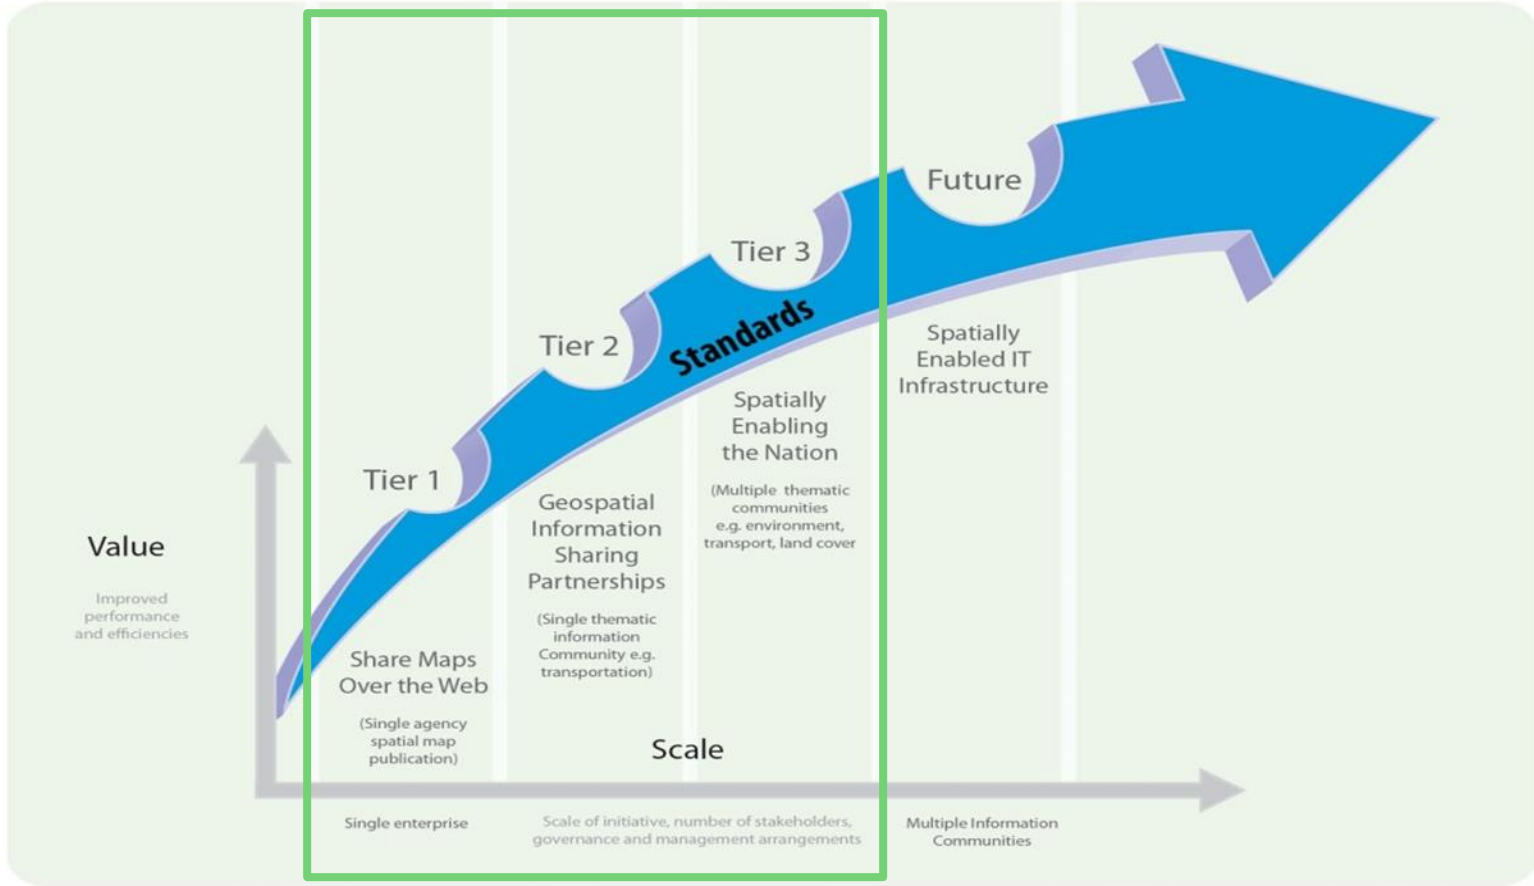 Future
Tier 3
Tier 2
Standards
Tier 1
Spatially
Enabled IT
Infrastructure
Spatially
Enabling
the Nation
(Multiple thematic
communities
e.g. environment,
transport, land cover
Geospatial
Information
Sharing
Partnerships
(Single thematic
information
Community e.g.
transportation)
Value
Improved
performance
and efficiencies
Share Maps
Over the Web
(Single agency
spatial map
publication)
Scale
Single enterprise
Scale of initiative, number of stakeholders,
governance and management arrangements
Multiple Information
Communities